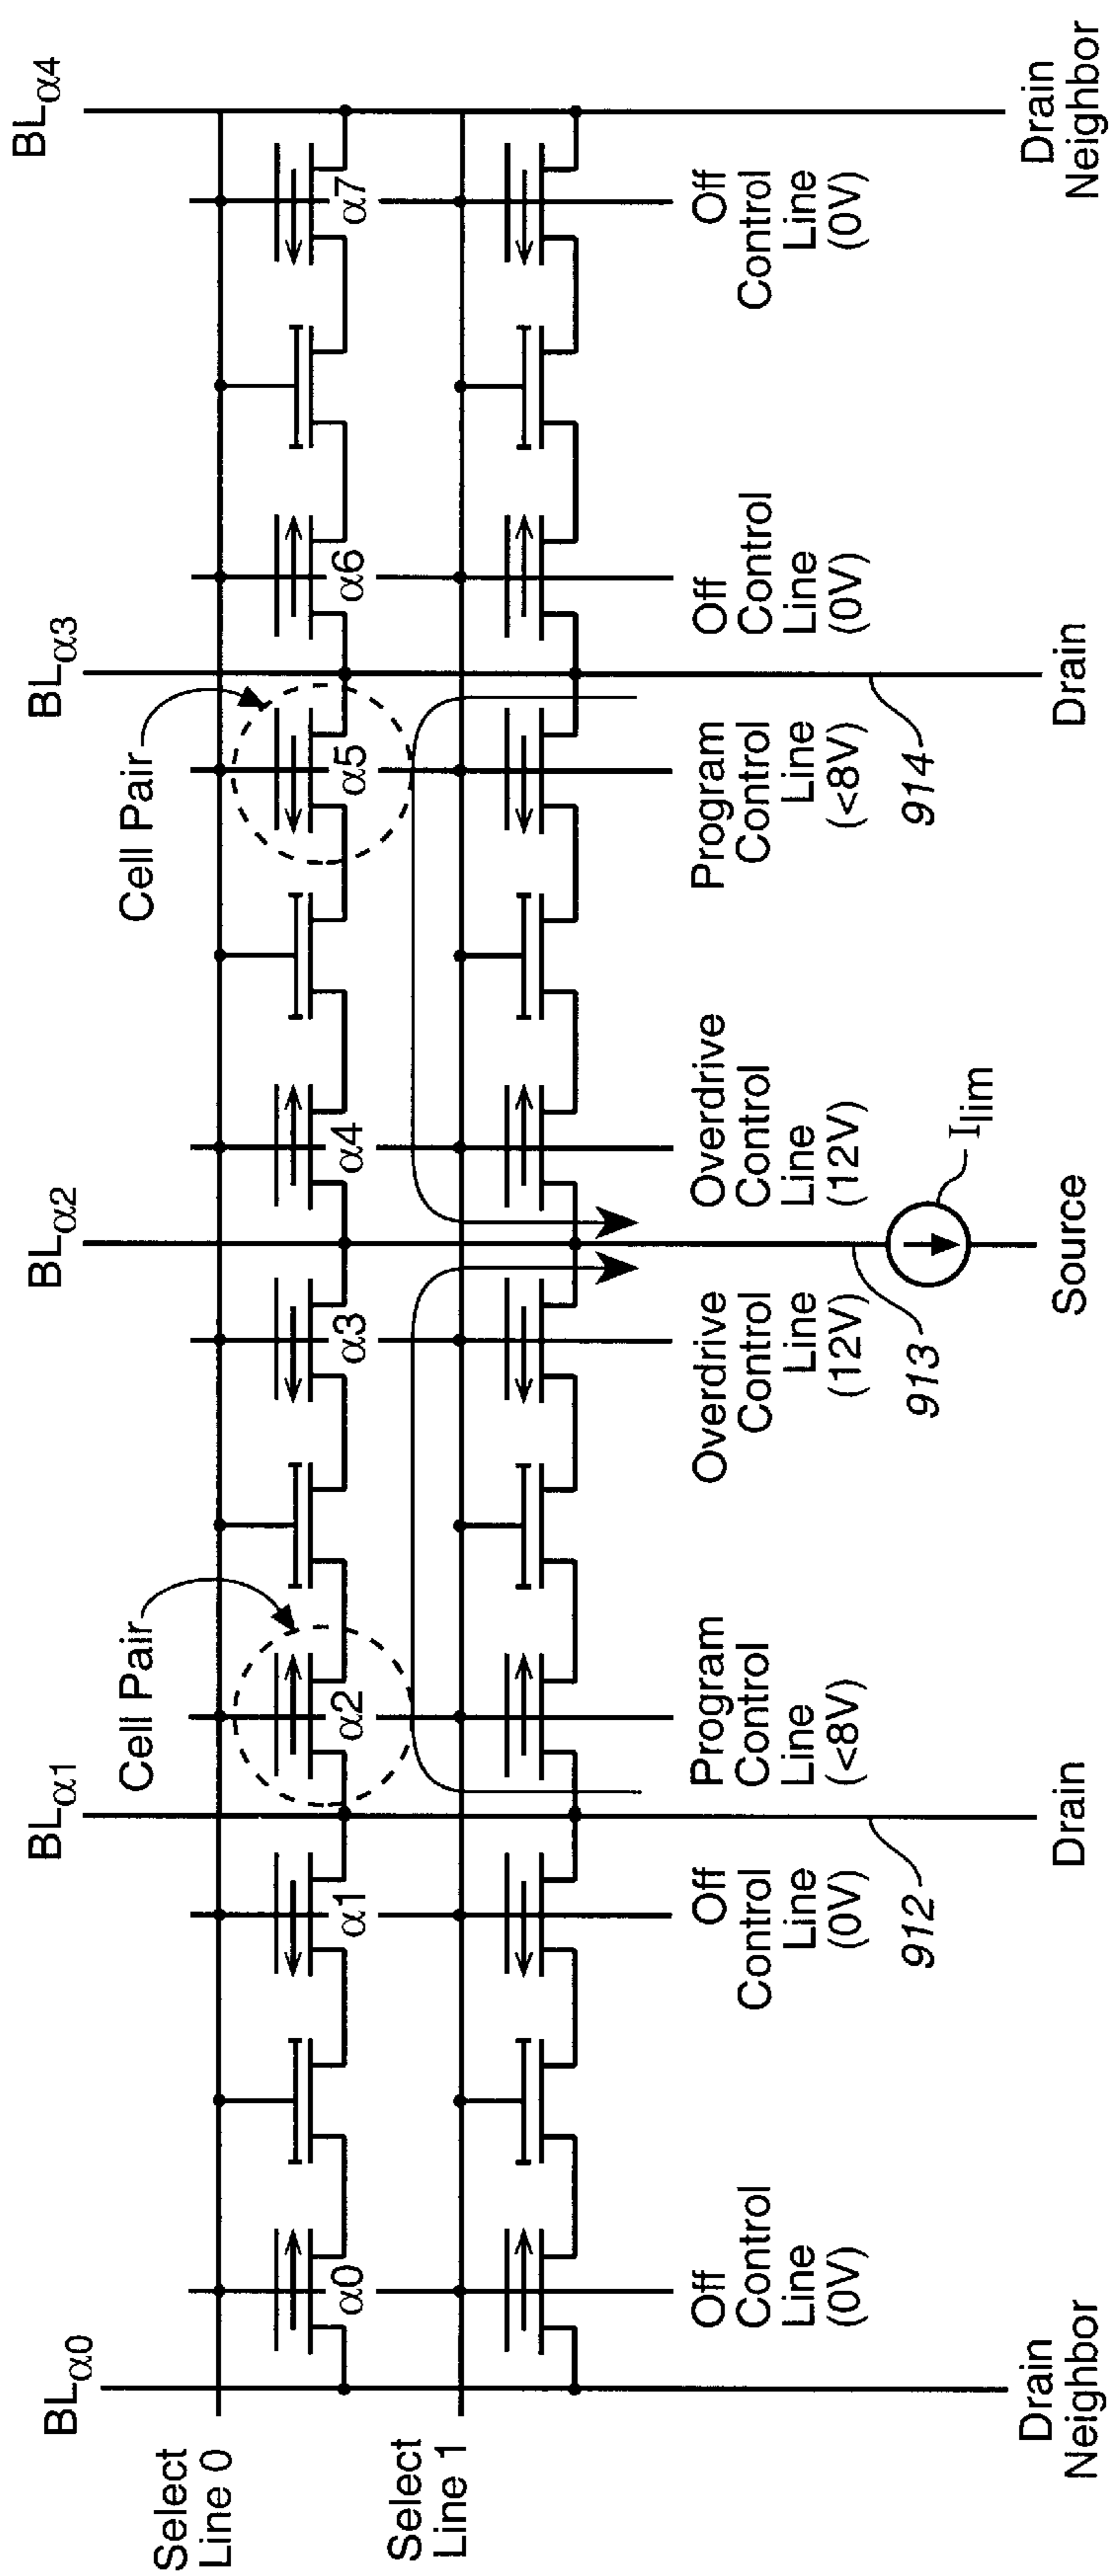 BLα0
BLα1
BLα2
BLα3
BLα4
Cell Pair
Cell Pair
Select
Line 0
α0
α1
α2
α3
α4
α5
α6
α7
Select
Line 1
Off
Control
Line
(0V)
Off
Control
Line
(0V)
Program
Control
Line
(<8V)
Overdrive
Control
Line
(12V)
Overdrive
Control
Line
(12V)
Program
Control
Line
(<8V)
Off
Control
Line
(0V)
Off
Control
Line
(0V)
912
913
Ilim
914
Drain
Neighbor
Drain
Source
Drain
Drain
Neighbor